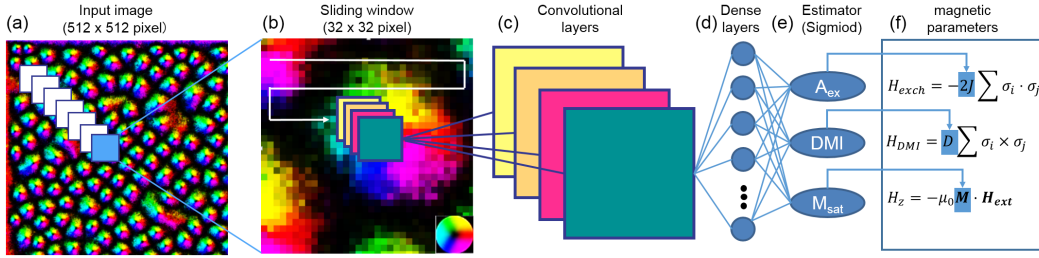 (a) Input image
(512 x 512 pixel)
(b) Sliding window
(32 x 32 pixel)
(c) Convolutional
layers
(d) Dense
layers
(e) Estimator
(Sigmiod)
(f) magnetic
parameters
A_ex
DMI
M_sat
H_exch = −2J ∑ σ_i · σ_j
H_DMI = D ∑ σ_i × σ_j
H_z = −μ_0 M · H_ext